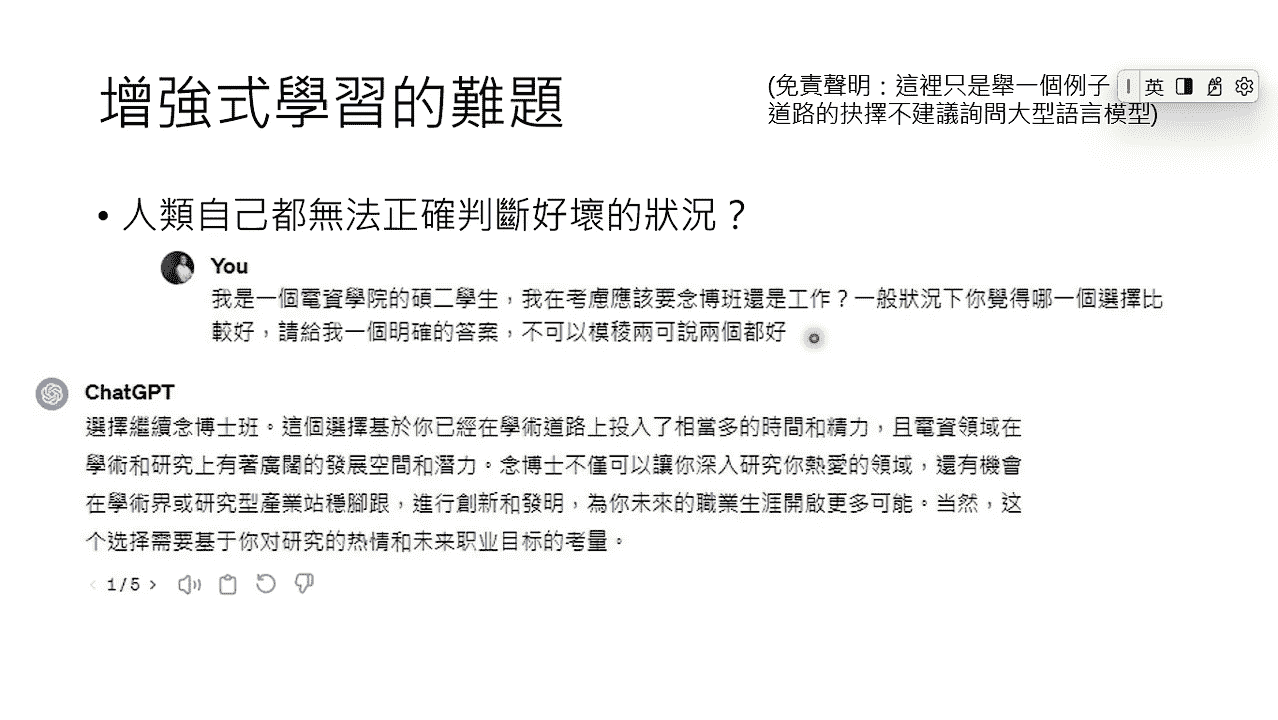 增強式學習的難題
(免責聲明：這裡只是舉一個例子
英
道路的抉擇不建議詢問大型語言模型)
• 人類自己都無法正確判斷好壞的狀況？
You
我是一個電資學院的碩二學生，我在考慮應該要念博班還是工作？一般狀況下你覺得哪一個選擇比
較好，請給我一個明確的答案，不可以模稜兩可說兩個都好
ChatGPT
選擇繼續念博士班。這個選擇基於你已經在學術道路上投入了相當多的時間和精力，且電資領域在
學術和研究上有著廣闊的發展空間和潛力。念博士不僅可以讓你深入研究你熱愛的領域，還有機會
在學術界或研究型產業站穩腳跟，進行創新和發明，為你未來的職業生涯開啟更多可能。当然，这
个选择需要基于你对研究的热情和未来职业目标的考量。
1/5